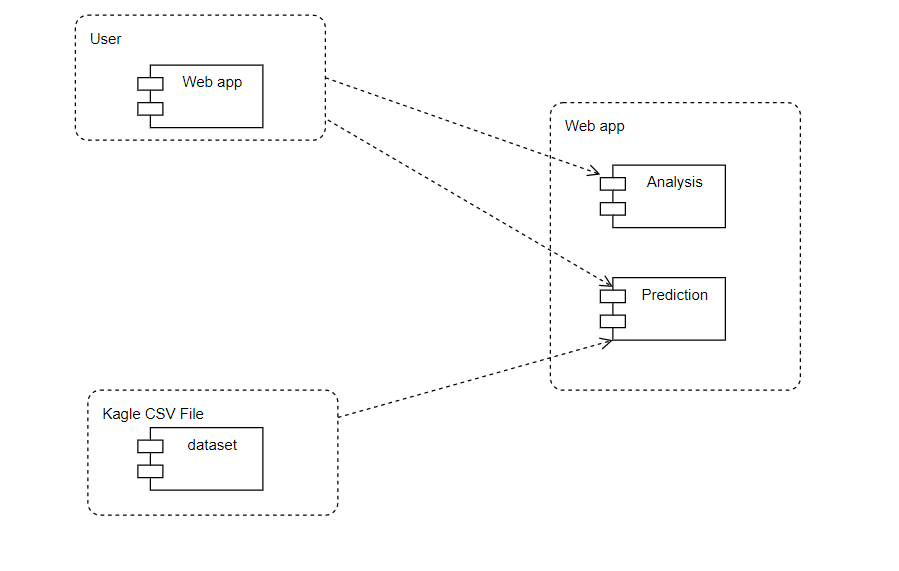 User
Web app
Web app
Analysis
Prediction
Kagle CSV File
dataset